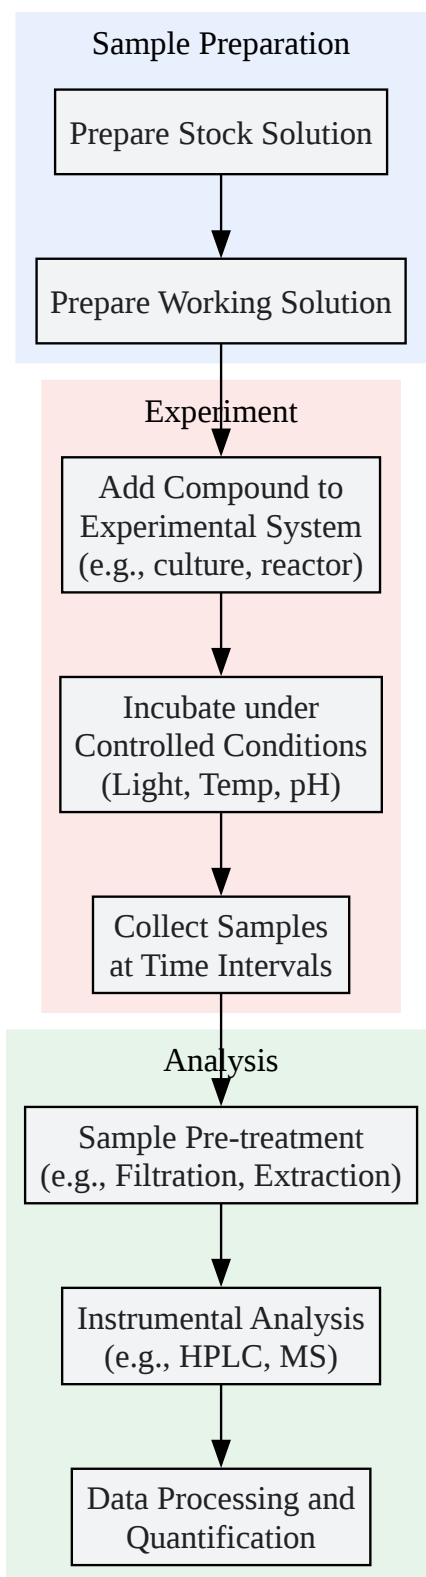 Sample Preparation
Prepare Stock Solution
Prepare Working Solution
Experiment
Add Compound to
Experimental System
(e.g., culture, reactor)
Incubate under
Controlled Conditions
(Light, Temp, pH)
Collect Samples
at Time Intervals
Analysis
Sample Pre-treatment
(e.g., Filtration, Extraction)
Instrumental Analysis
(e.g., HPLC, MS)
Data Processing and
Quantification